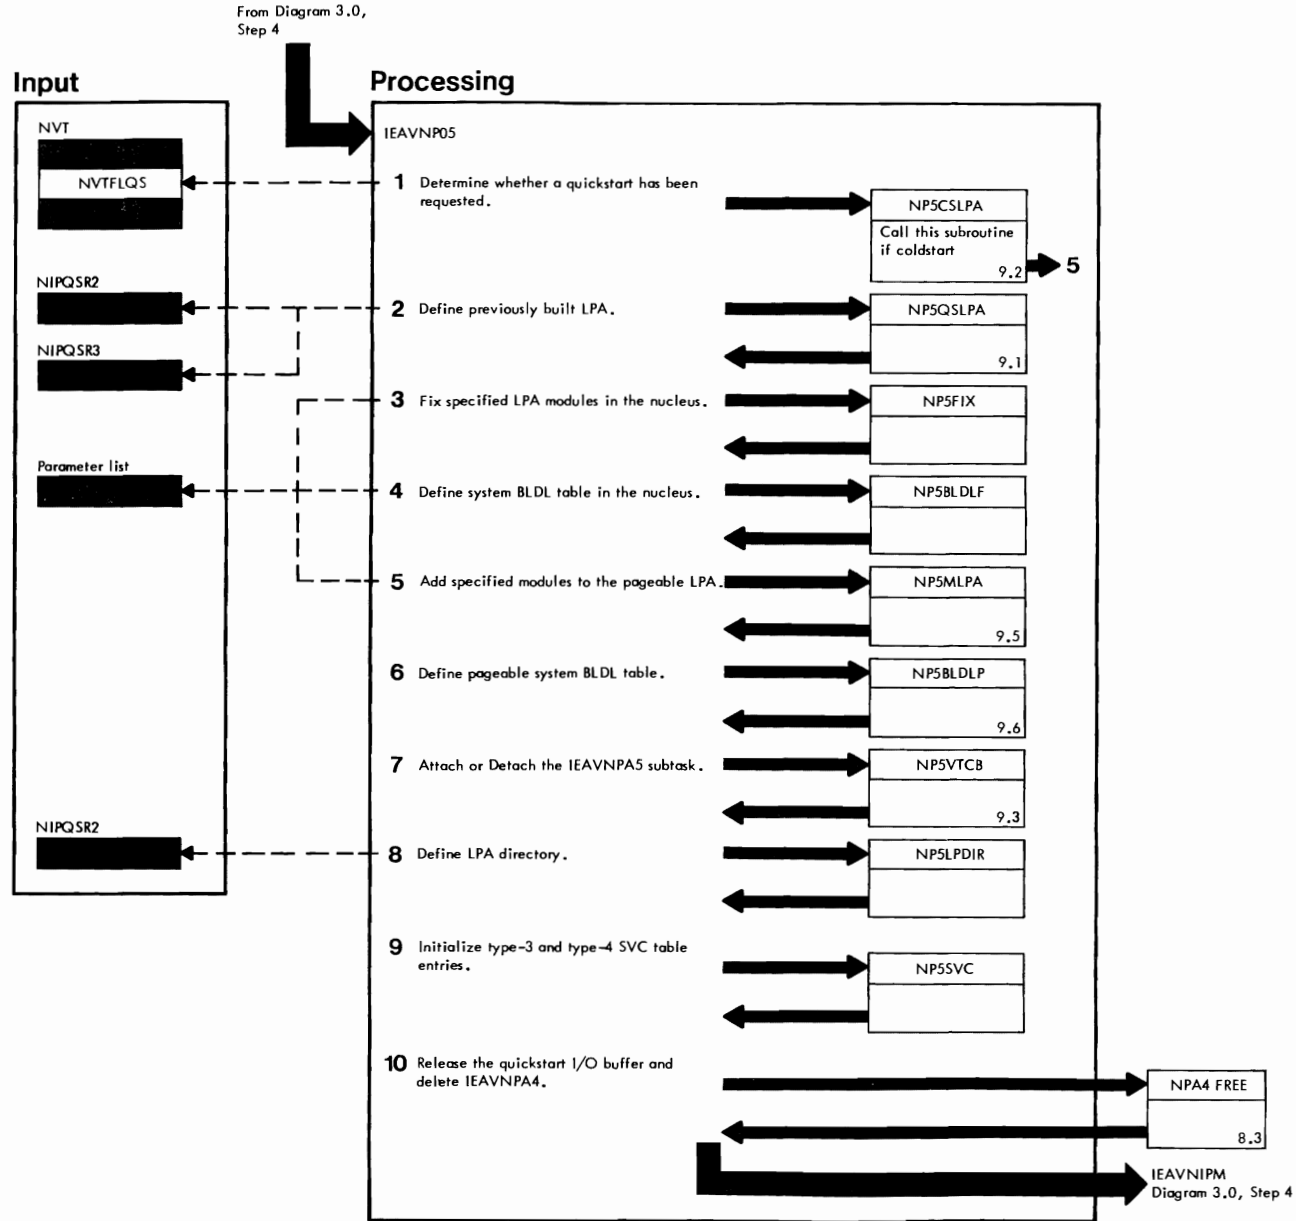 From Diagram 3.0,
Step 4
Input
Processing
NVT
NVTFLQS
IEAVNP05
1 Determine whether a quickstart has been
requested.
NP5CSLPA
Call this subroutine
if coldstart
9.2
5
NIPQSR2
2 Define previously built LPA.
NP5QSLPA
9.1
NIPQSR3
3 Fix specified LPA modules in the nucleus.
NP5FIX
Parameter list
4 Define system BLDL table in the nucleus.
NP5BLDLF
5 Add specified modules to the pageable LPA.
NP5MLPA
9.5
6 Define pageable system BLDL table.
NP5BLDLP
9.6
7 Attach or Detach the IEAVNPA5 subtask.
NP5VTCB
9.3
NIPQSR2
8 Define LPA directory.
NP5LPDIR
9 Initialize type-3 and type-4 SVC table
entries.
NP5SVC
10 Release the quickstart I/O buffer and
delete IEAVNPA4.
NPA4 FREE
8.3
IEAVNIPM
Diagram 3.0, Step 4